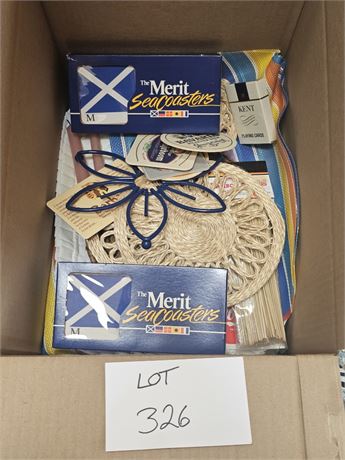 The Merit
SeaCoasters
M
KENT
PLAYING CARDS
The Merit
SeaCoasters
M
LOT
326